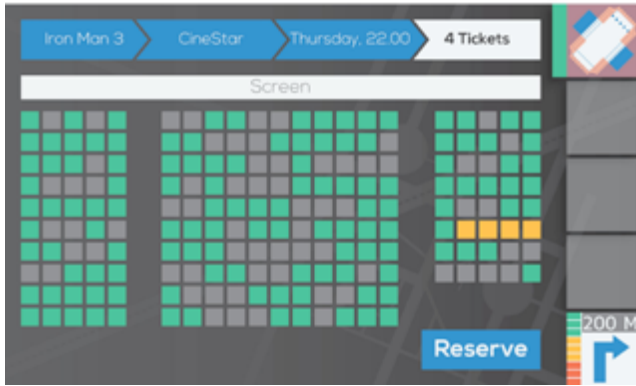 Iron Man 3 CineStar Thursday, 22.00 4 Tickets
Screen
200 M
Reserve